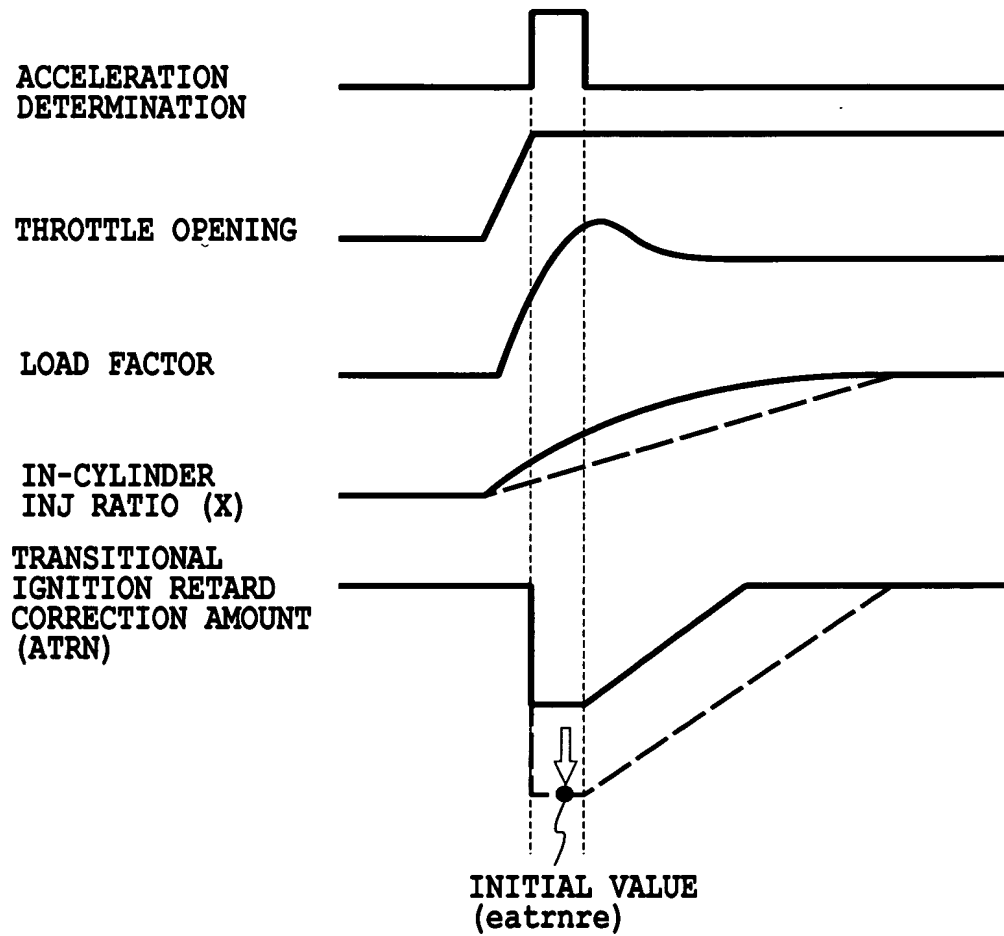 ACCELERATION
DETERMINATION
THROTTLE OPENING
LOAD FACTOR
IN-CYLINDER
INJ RATIO (X)
TRANSITIONAL
IGNITION RETARD
CORRECTION AMOUNT
(ATRN)
INITIAL VALUE
(eatrnre)